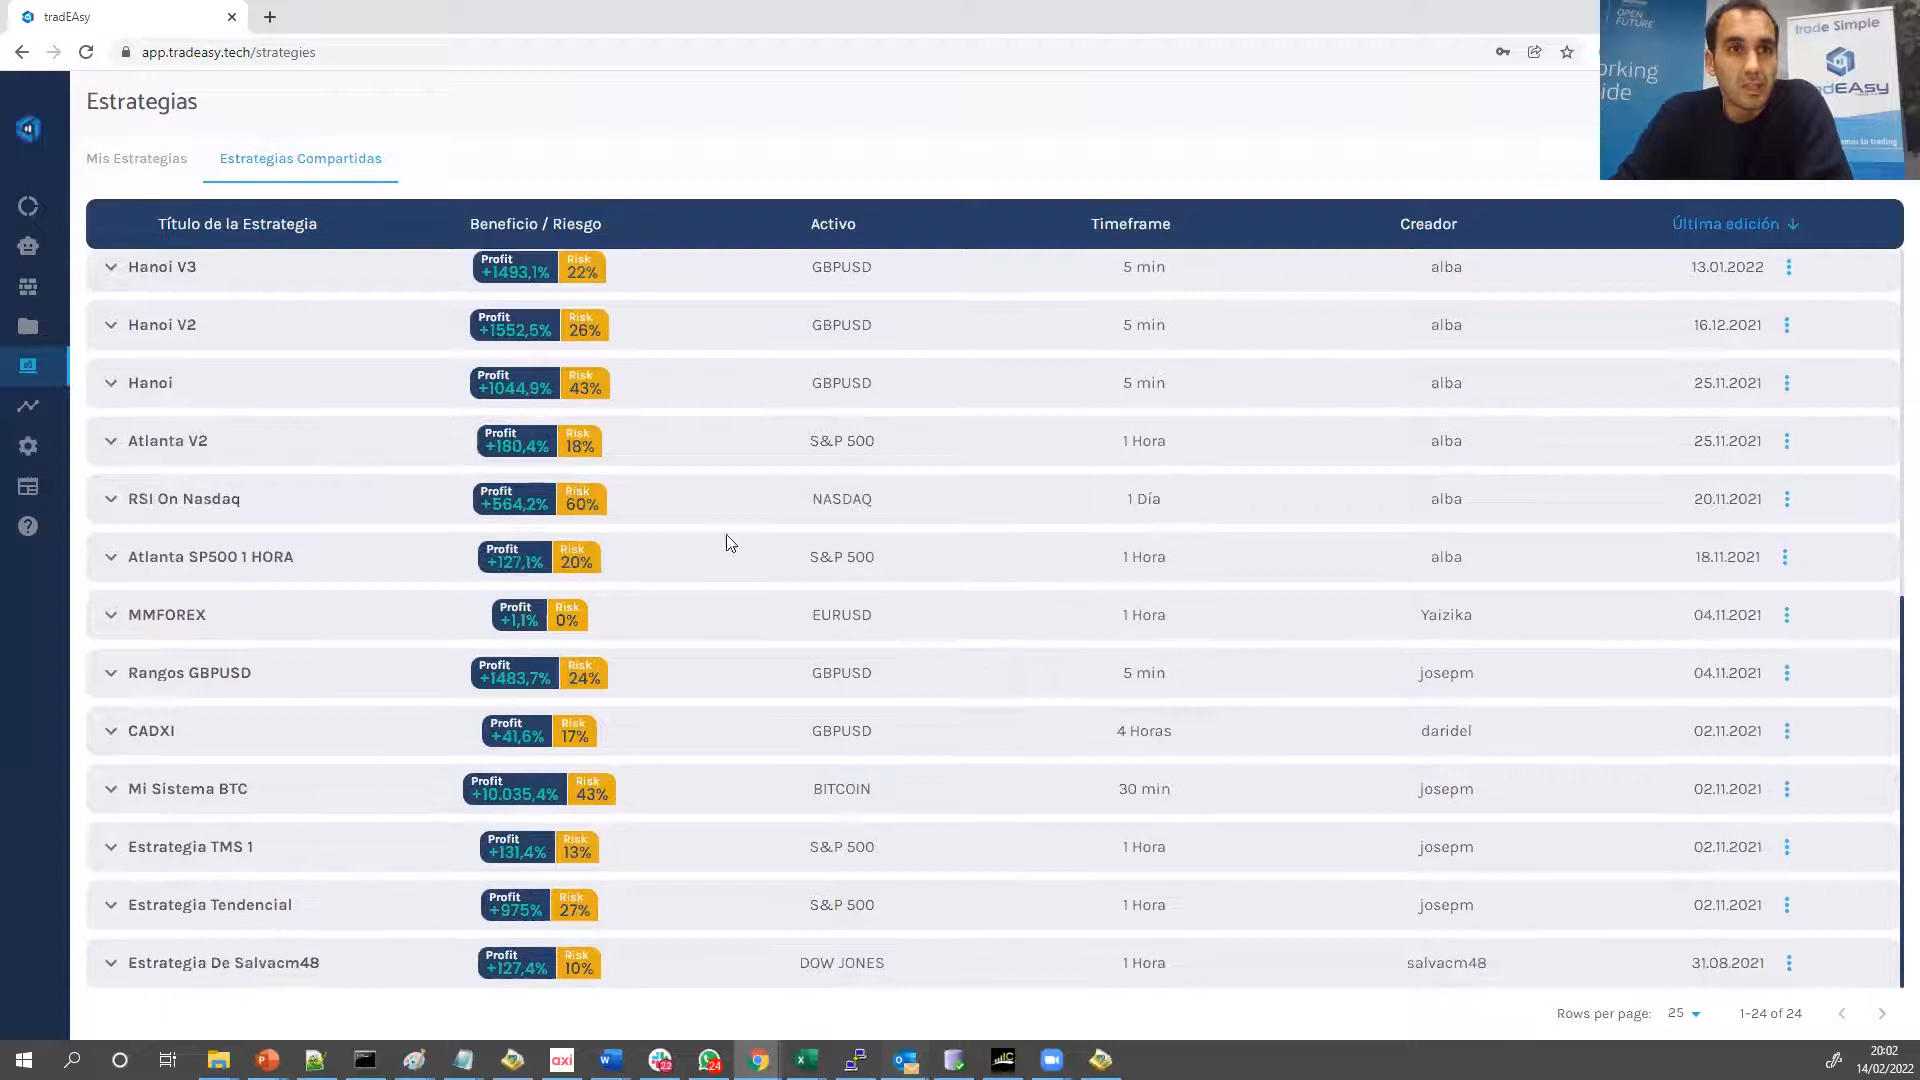 tradEAsy
app.tradeasy.tech/strategies
OPEN
FUTURE
orking
ide
trade Simple
adEAsy
amos tu trading
Estrategias
Mis Estrategias
Estrategias Compartidas
Título de la Estrategia Beneficio / Riesgo Activo Timeframe Creador Última edición
Hanoi V3 Profit +1493,1% Risk 22% GBPUSD 5 min alba 13.01.2022
Hanoi V2 Profit +1552,5% Risk 26% GBPUSD 5 min alba 16.12.2021
Hanoi Profit +1044,9% Risk 43% GBPUSD 5 min alba 25.11.2021
Atlanta V2 Profit +180,4% Risk 18% S&P 500 1 Hora alba 25.11.2021
RSI On Nasdaq Profit +564,2% Risk 60% NASDAQ 1 Día alba 20.11.2021
Atlanta SP500 1 HORA Profit +127,1% Risk 20% S&P 500 1 Hora alba 18.11.2021
MMFOREX Profit +1,1% Risk 0% EURUSD 1 Hora Yaizika 04.11.2021
Rangos GBPUSD Profit +1483,7% Risk 24% GBPUSD 5 min josepm 04.11.2021
CADXI Profit +41,6% Risk 17% GBPUSD 4 Horas daridel 02.11.2021
Mi Sistema BTC Profit +10.035,4% Risk 43% BITCOIN 30 min josepm 02.11.2021
Estrategia TMS 1 Profit +131,4% Risk 13% S&P 500 1 Hora josepm 02.11.2021
Estrategia Tendencial Profit +975% Risk 27% S&P 500 1 Hora josepm 02.11.2021
Estrategia De Salvacm48 Profit +127,4% Risk 10% DOW JONES 1 Hora salvacm48 31.08.2021
Rows per page: 25 1-24 of 24
axi
22
24
20:02
14/02/2022